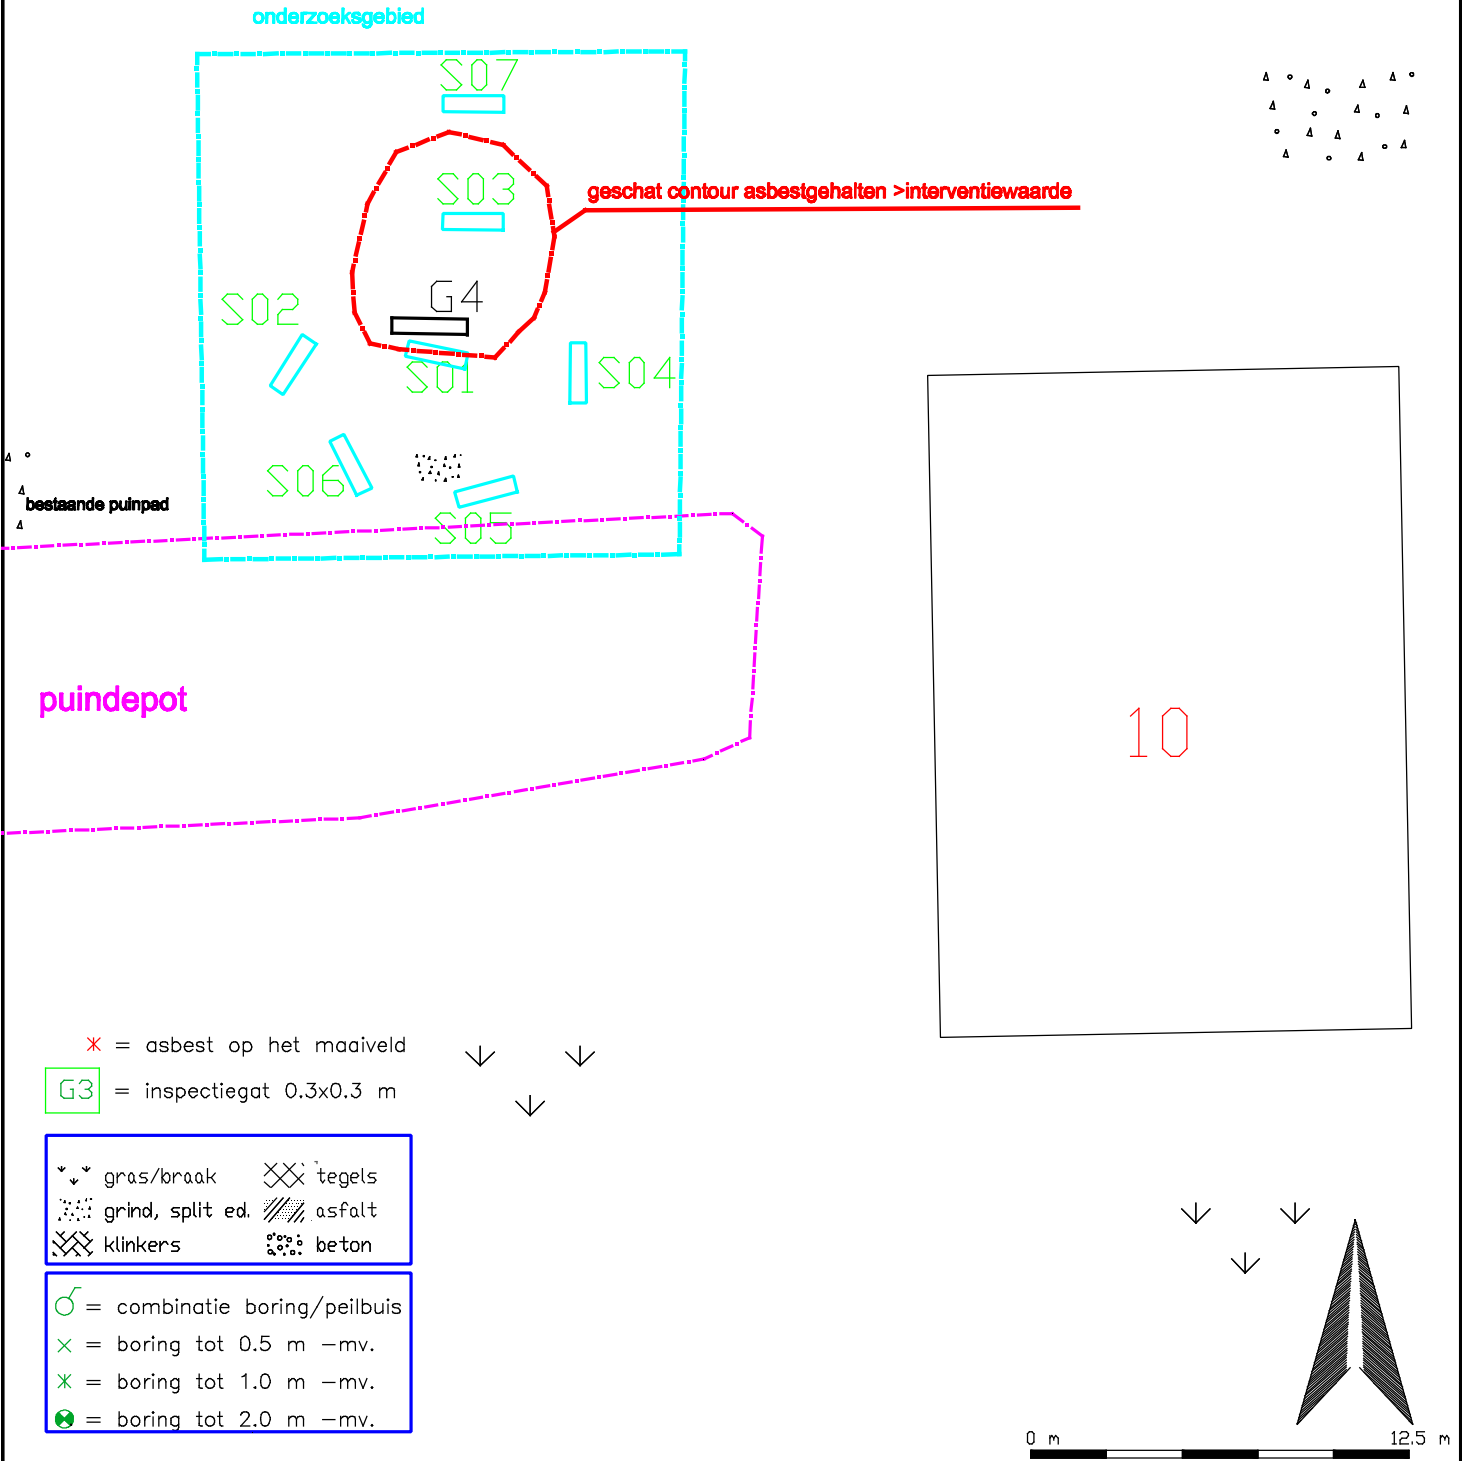 onderzoeksgebied
S07
S03
geschat contour asbestgehalten >interventiewaarde
G4
S02
S01
S04
S06
bestaande puinpad
S05
puindepot
10
= asbest op het maaiveld
G3 = inspectiegat 0.3x0.3 m
gras/braak tegels
grind, split ed. asfalt
klinkers beton
= combinatie boring/peilbuis
= boring tot 0.5 m -mv.
= boring tot 1.0 m -mv.
= boring tot 2.0 m -mv.
0 m 12.5 m